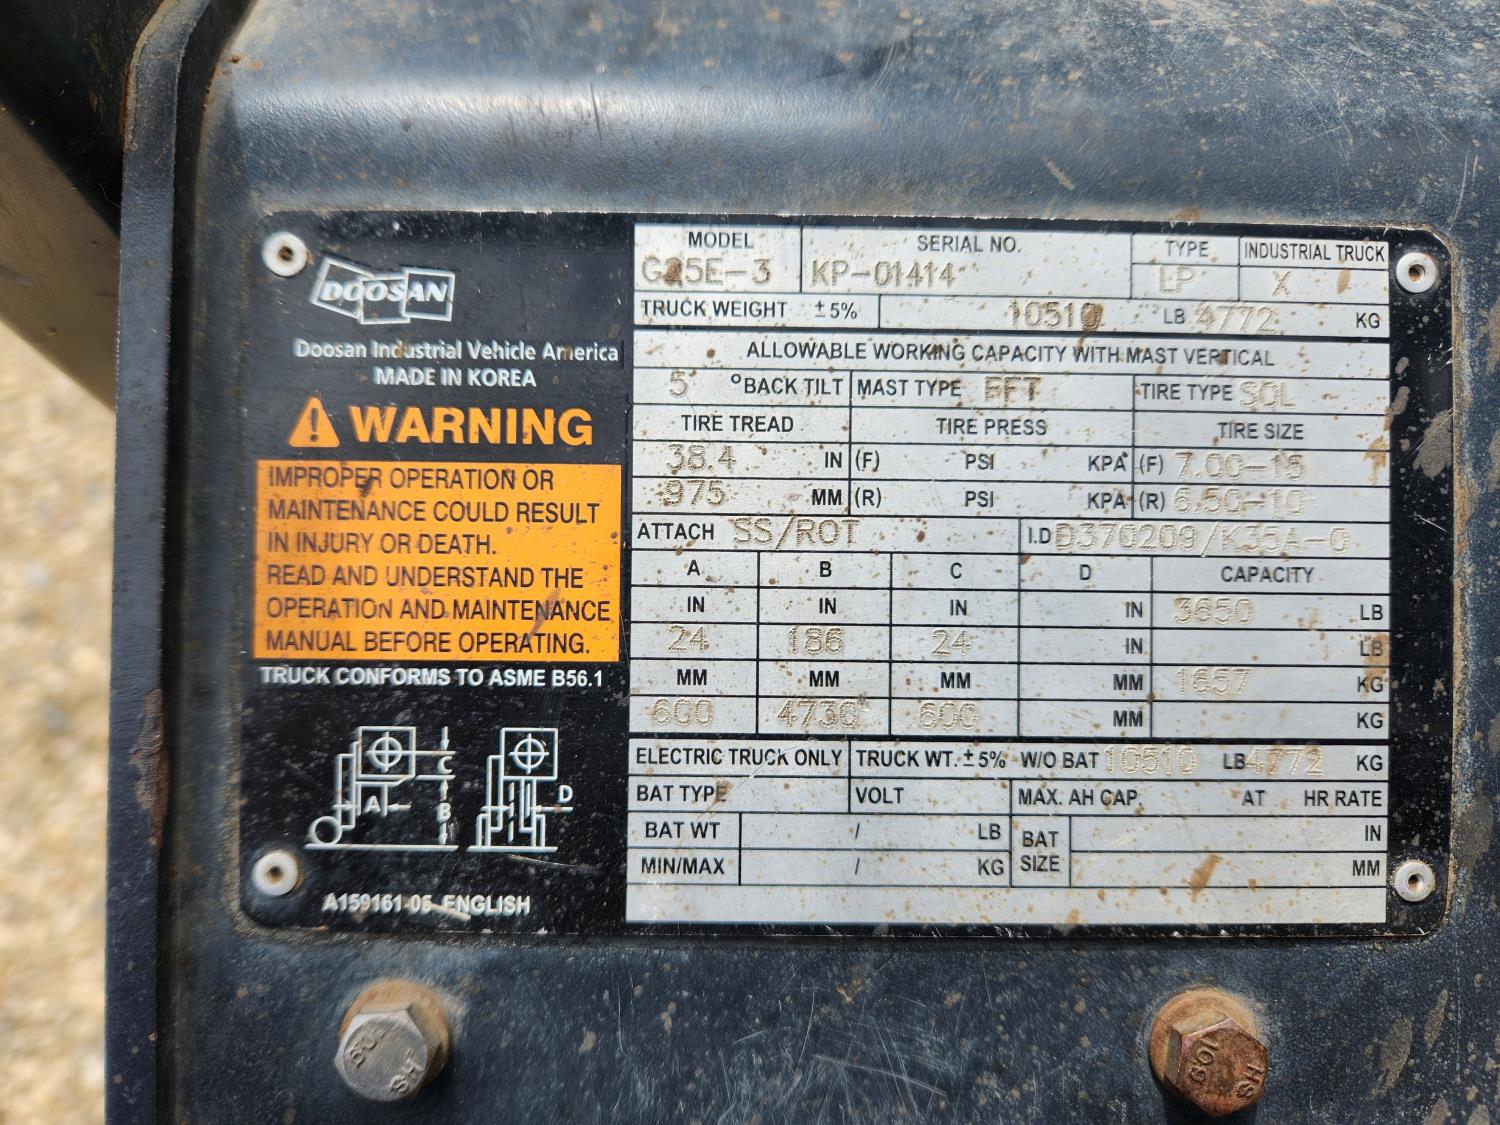 DOOSAN
Doosan Industrial Vehicle America
MADE IN KOREA
WARNING
IMPROPER OPERATION OR
MAINTENANCE COULD RESULT
IN INJURY OR DEATH.
READ AND UNDERSTAND THE
OPERATION AND MAINTENANCE
MANUAL BEFORE OPERATING.
TRUCK CONFORMS TO ASME B56.1
A C B D
A159161-06 ENGLISH
MODEL SERIAL NO. TYPE INDUSTRIAL TRUCK
G25E-3 KP-01414 LP X
TRUCK WEIGHT ±5% 10510 LB 4772 KG
ALLOWABLE WORKING CAPACITY WITH MAST VERTICAL
5 °BACK TILT MAST TYPE FFT TIRE TYPE SOL
TIRE TREAD TIRE PRESS TIRE SIZE
38.4 IN (F) PSI KPA (F) 7.00-15
975 MM (R) PSI KPA (R) 6.50-10
ATTACH SS/ROT I.D D370209/K35A-0
A B C D CAPACITY
IN IN IN IN 3650 LB
24 186 24 IN LB
MM MM MM MM 1657 KG
600 4730 600 MM KG
ELECTRIC TRUCK ONLY TRUCK WT. ±5% W/O BAT 10510 LB 4772 KG
BAT TYPE VOLT MAX. AH CAP. AT HR RATE
BAT WT / LB BAT IN
MIN/MAX / KG SIZE MM